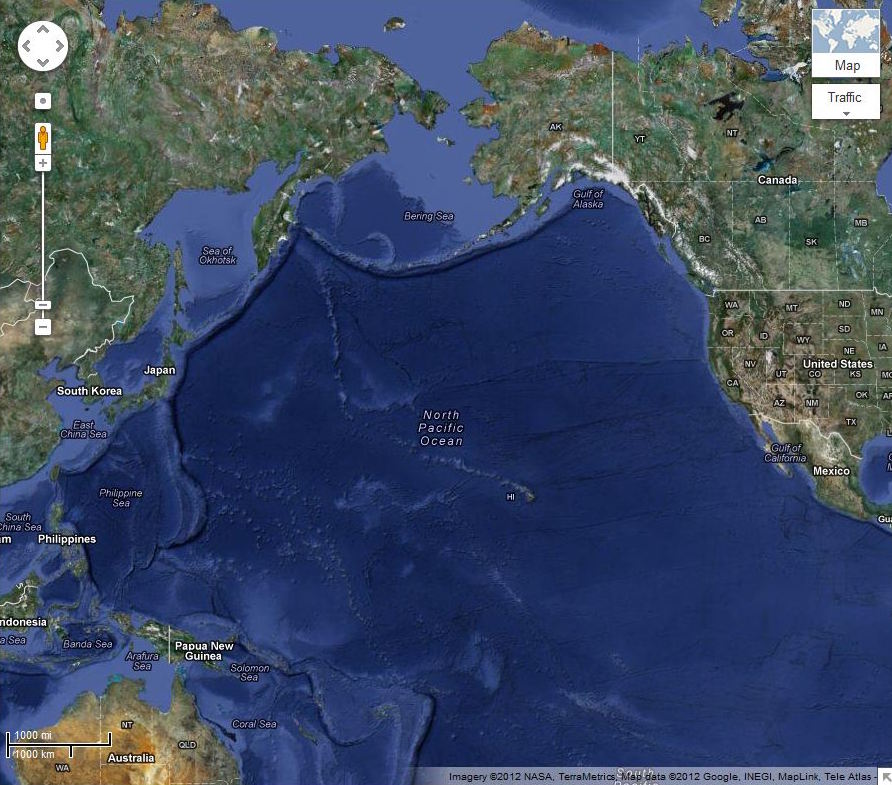 Map
Traffic
AK
YT
NT
Canada
Gulf of
Alaska
Bering Sea
AB
MB
BC
SK
Sea of
Okhotsk
WA
MT
ND
MN
OR
ID
SD
WY
NE
IA
NV
UT
CO
KS
United States
CA
AZ
NM
OK
TX
Japan
South Korea
East
China Sea
North
Pacific
Ocean
Gulf of
California
Mexico
HI
Philippine
Sea
South
China Sea
Philippines
ndonesia
a Sea
Banda Sea
Arafura
Sea
Papua New
Guinea
Solomon
Sea
Coral Sea
NT
QLD
WA
Australia
1000 mi
1000 km
Imagery ©2012 NASA, TerraMetrics, Map data ©2012 Google, INEGI, MapLink, Tele Atlas -